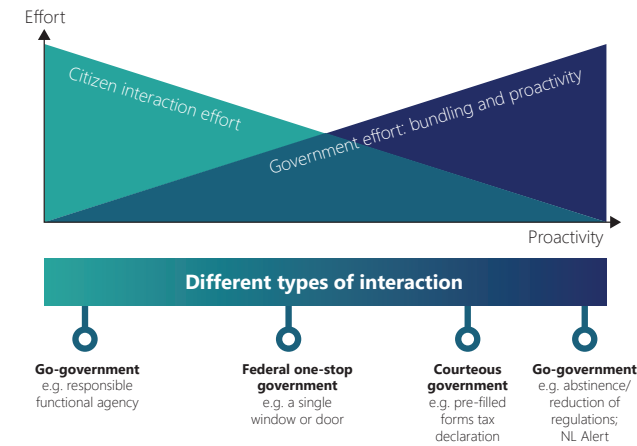 Effort
Citizen interaction effort
Government effort: bundling and proactivity
Proactivity
Different types of interaction
Go-government
e.g. responsible
functional agency
Federal one-stop
government
e.g. a single
window or door
Courteous
government
e.g. pre-filled
forms tax
declaration
Go-government
e.g. abstinence/
reduction of
regulations;
NL Alert